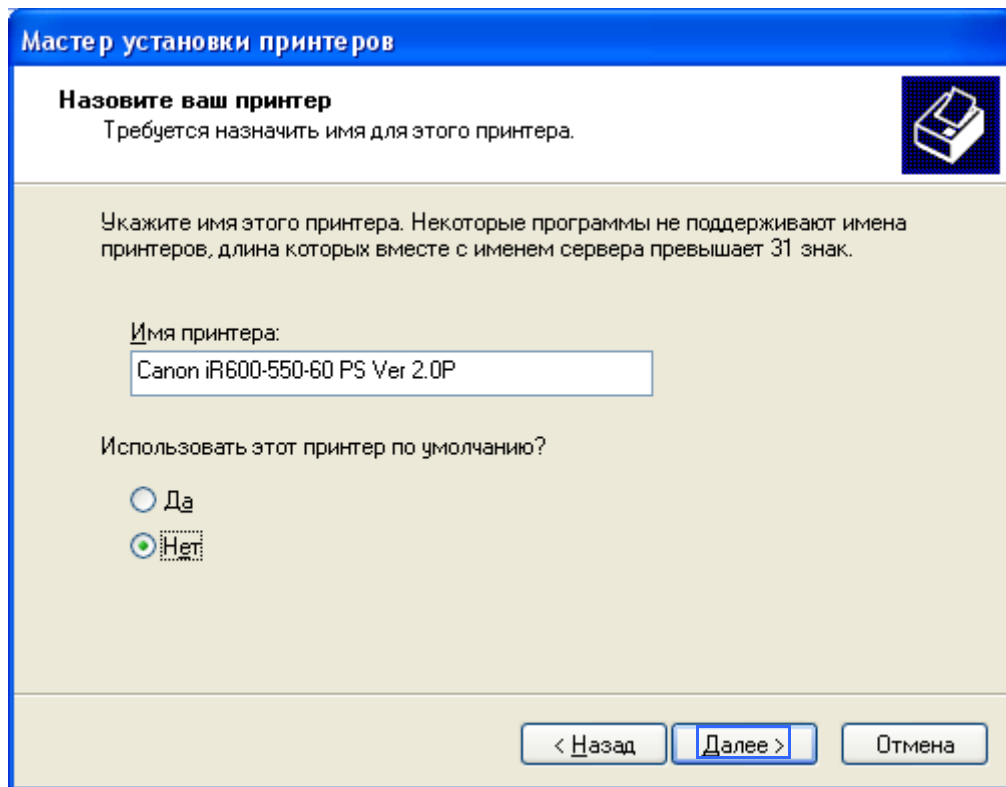 Мастер установки принтеров
Назовите ваш принтер
Требуется назначить имя для этого принтера.
Укажите имя этого принтера. Некоторые программы не поддерживают имена
принтеров, длина которых вместе с именем сервера превышает 31 знак.
Имя принтера:
Canon iR600-550-60 PS Ver 2.0P
Использовать этот принтер по умолчанию?
Да
Нет
< Назад Далее > Отмена